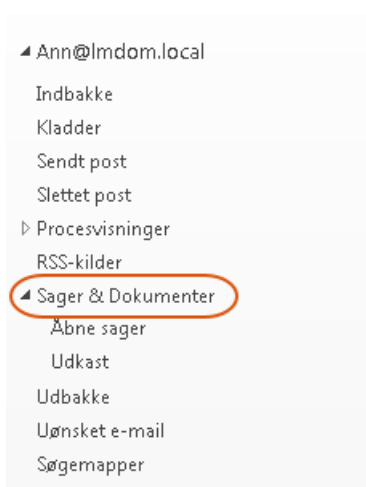 Ann@lmdom.local
Indbakke
Kladder
Sendt post
Slettet post
Procesvisninger
RSS-kilder
Sager & Dokumenter
Åbne sager
Udkast
Udbakke
Uønsket e-mail
Søgemapper